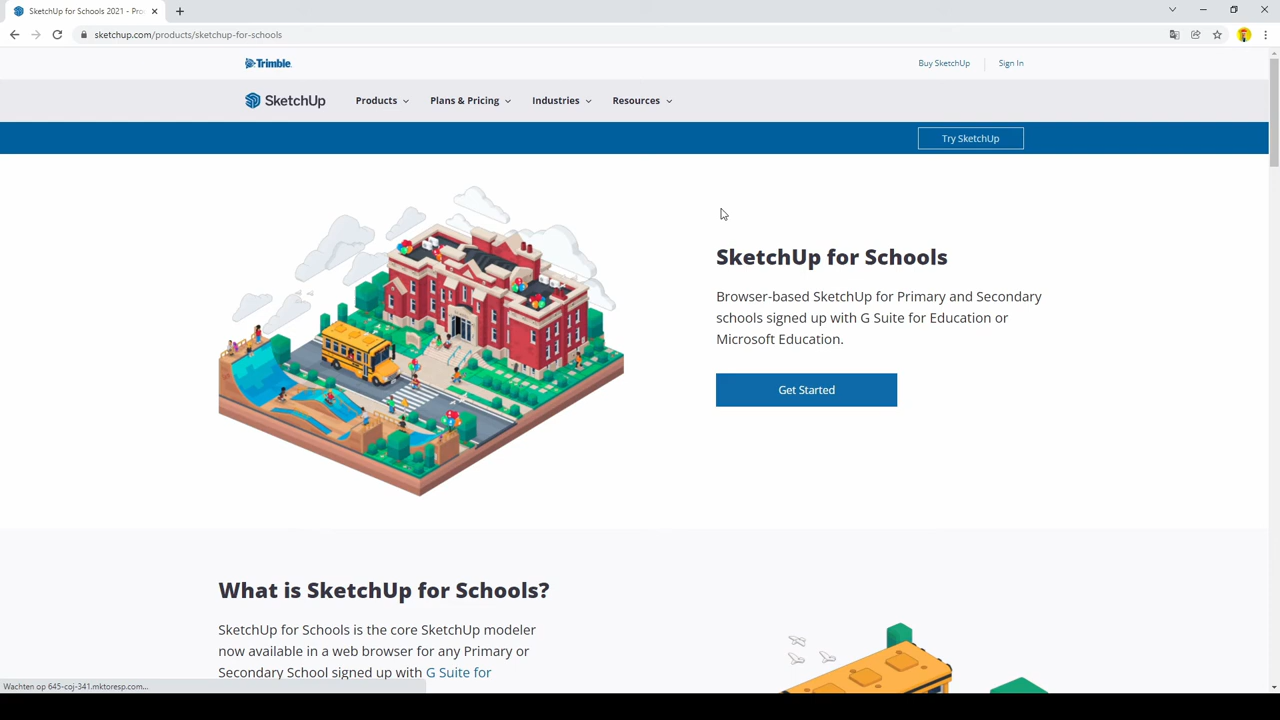 SketchUp for Schools 2021 - Pro
sketchup.com/products/sketchup-for-schools
Trimble
Buy SketchUp
Sign In
SketchUp
Products
Plans & Pricing
Industries
Resources
Try SketchUp
SketchUp for Schools
Browser-based SketchUp for Primary and Secondary
schools signed up with G Suite for Education or
Microsoft Education.
Get Started
What is SketchUp for Schools?
SketchUp for Schools is the core SketchUp modeler
now available in a web browser for any Primary or
Secondary School signed up with G Suite for
Wachten op 645-coj-341.mktoresp.com...